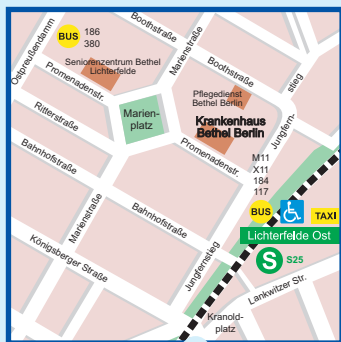 Ostpreußendamm
BUS
186
380
Boothstraße
Marienstraße
Seniorenzentrum Bethel
Lichterfelde
Promenadenstr.
Boothstraße
Pflegedienst
Bethel Berlin
Jungfern-
stieg
Ritterstraße
Marien-
platz
Krankenhaus
Bethel Berlin
Promenadenstr.
Bahnhofstraße
M11
X11
184
117
BUS
TAXI
Marienstraße
Bahnhofstraße
Lichterfelde Ost
Königsberger Straße
Jungfernstieg
S
S25
Lankwitzer Str.
Kranold-
platz